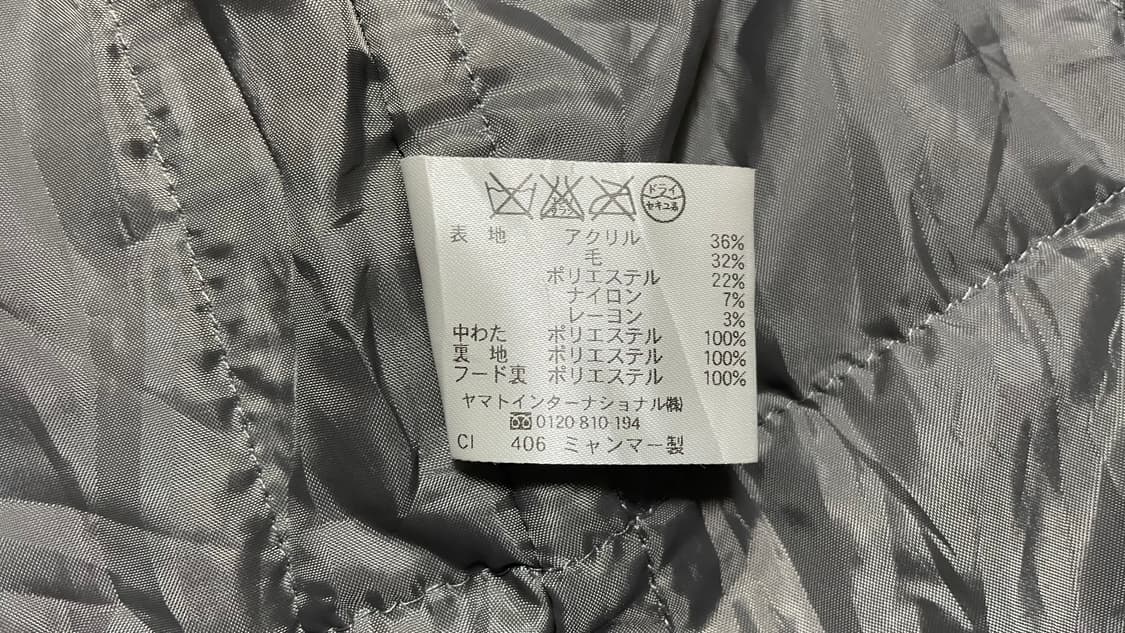 ドライ
セキユ系
表 地 アクリル 36%
毛 32%
ポリエステル 22%
ナイロン 7%
レーヨン 3%
中わた ポリエステル 100%
裏 地 ポリエステル 100%
フード裏 ポリエステル 100%
ヤマトインターナショナル㈱
0120-810-194
CI 406 ミャンマー製